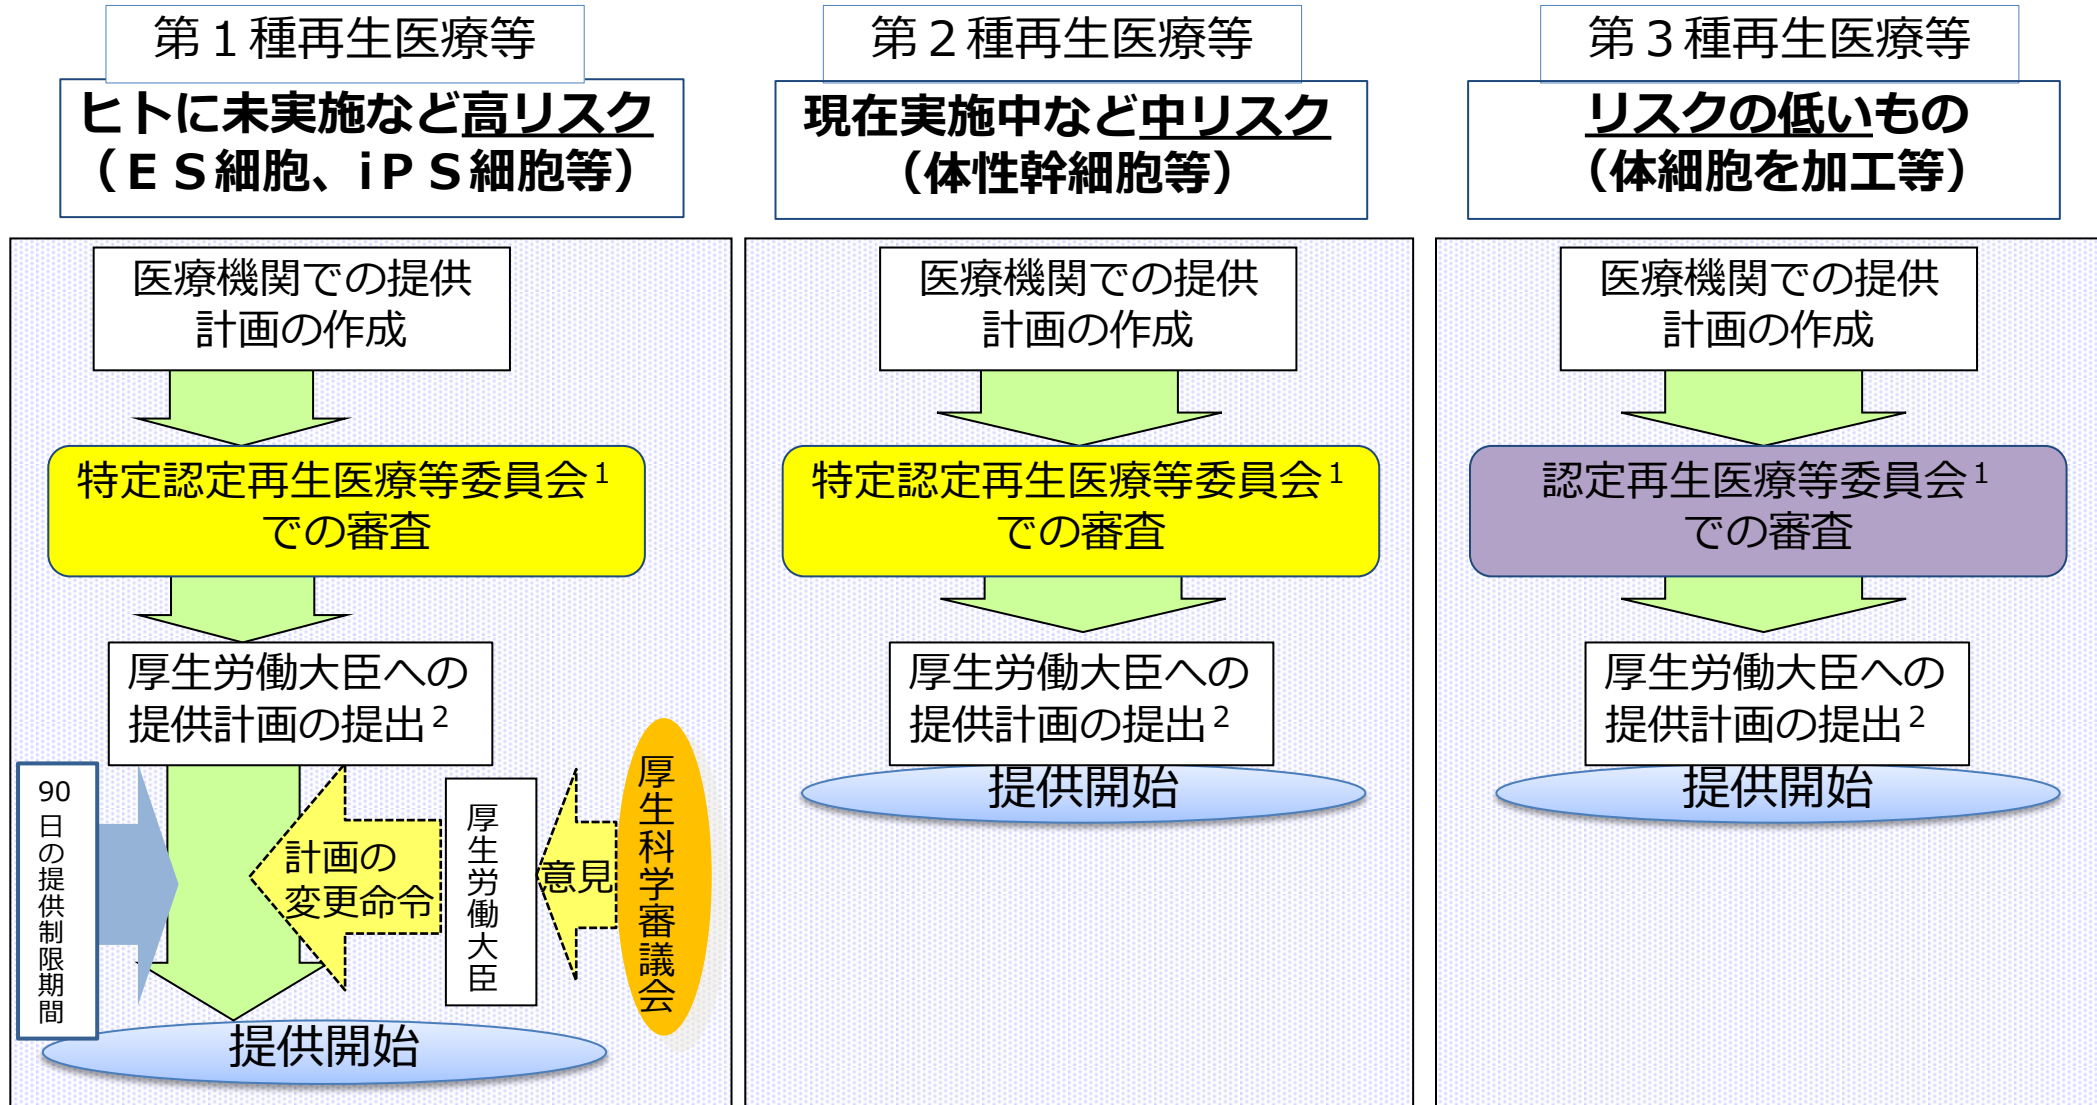 第１種再生医療等
ヒトに未実施など高リスク
（ＥＳ細胞、iＰＳ細胞等）
医療機関での提供
計画の作成
特定認定再生医療等委員会1
での審査
厚生労働大臣への
提供計画の提出2
90日の提供制限期間
計画の
変更命令
厚生労働大臣
意見
厚生科学審議会
提供開始
第２種再生医療等
現在実施中など中リスク
（体性幹細胞等）
医療機関での提供
計画の作成
特定認定再生医療等委員会1
での審査
厚生労働大臣への
提供計画の提出2
提供開始
第３種再生医療等
リスクの低いもの
（体細胞を加工等）
医療機関での提供
計画の作成
認定再生医療等委員会1
での審査
厚生労働大臣への
提供計画の提出2
提供開始